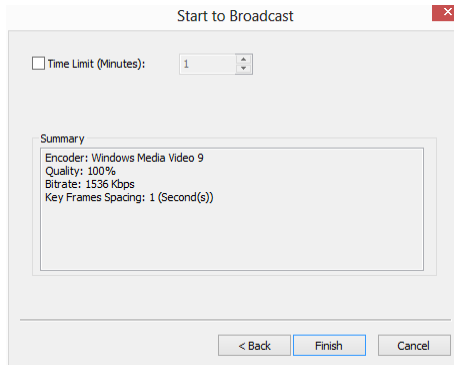 Start to Broadcast
Time Limit (Minutes): 1
Summary
Encoder: Windows Media Video 9
Quality: 100%
Bitrate: 1536 Kbps
Key Frames Spacing: 1 (Second(s))
< Back Finish Cancel